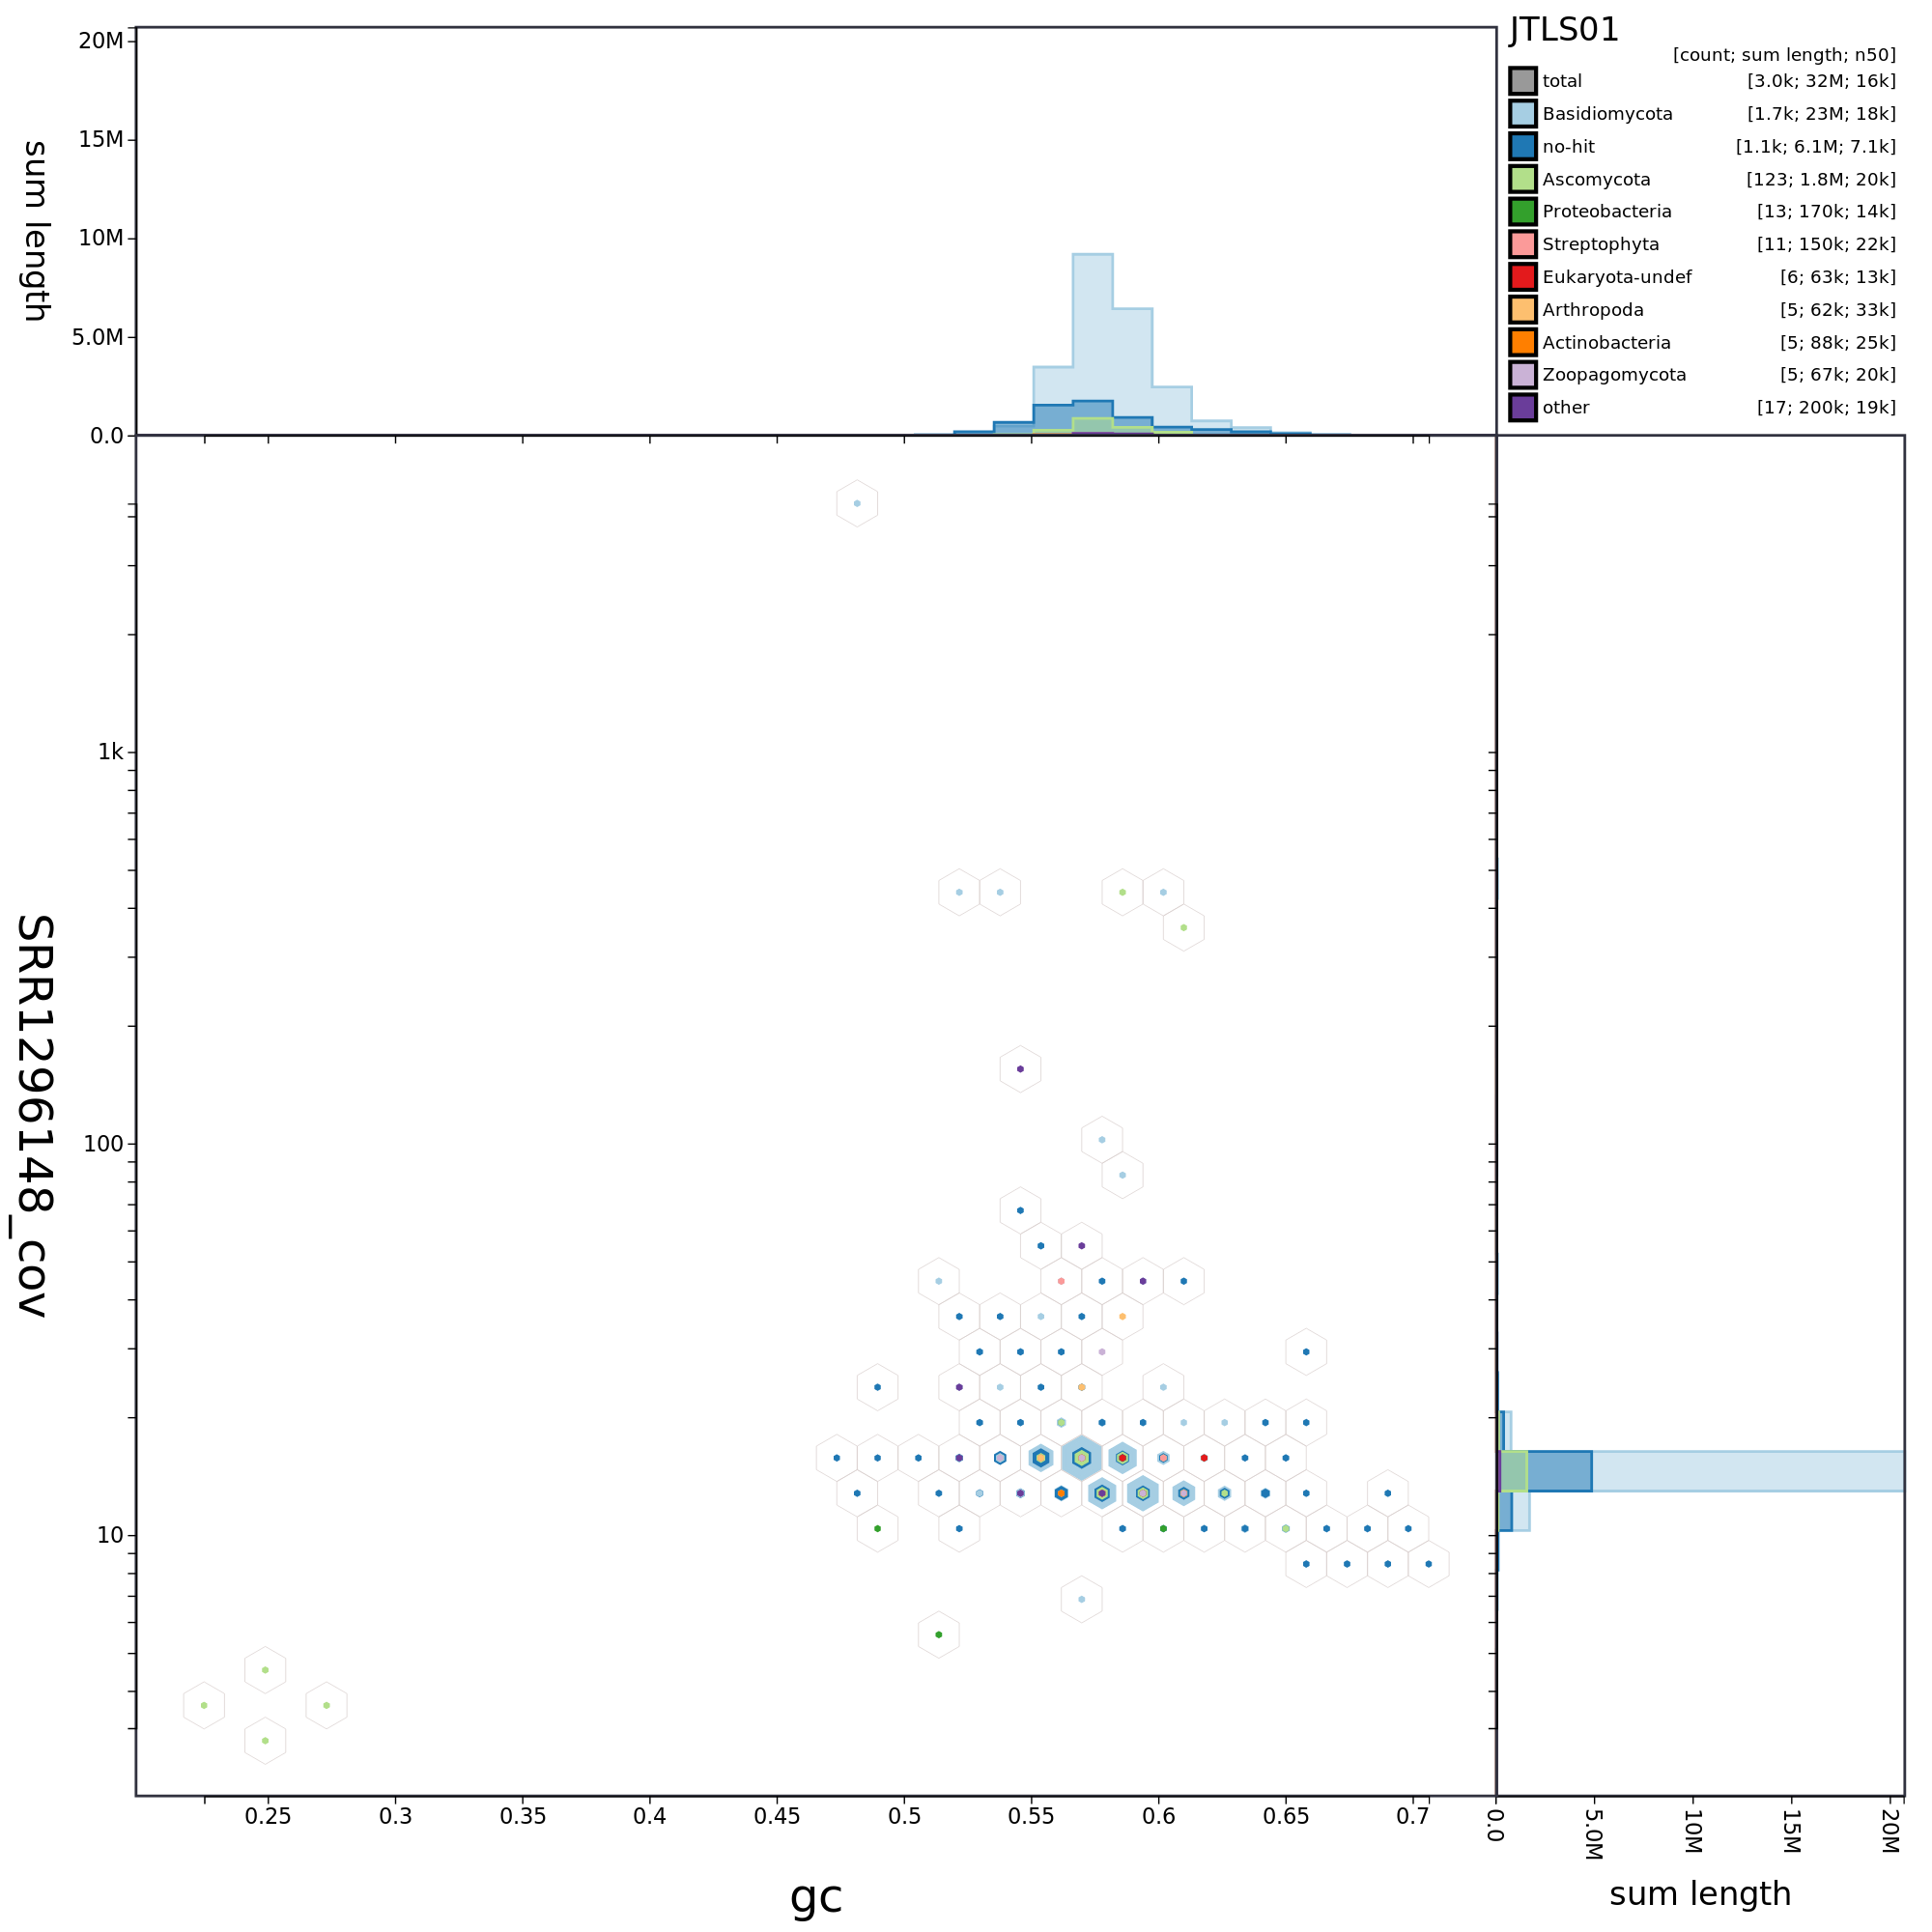 JTLS01
[count; sum length; n50]
total [3.0k; 32M; 16k]
Basidiomycota [1.7k; 23M; 18k]
no-hit [1.1k; 6.1M; 7.1k]
Ascomycota [123; 1.8M; 20k]
Proteobacteria [13; 170k; 14k]
Streptophyta [11; 150k; 22k]
Eukaryota-undef [6; 63k; 13k]
Arthropoda [5; 62k; 33k]
Actinobacteria [5; 88k; 25k]
Zoopagomycota [5; 67k; 20k]
other [17; 200k; 19k]
20M
15M
10M
5.0M
0.0
sum length
1k
100
10
SRR1296148_cov
0.25 0.3 0.35 0.4 0.45 0.5 0.55 0.6 0.65 0.7
gc
0.0 5.0M 10M 15M 20M
sum length